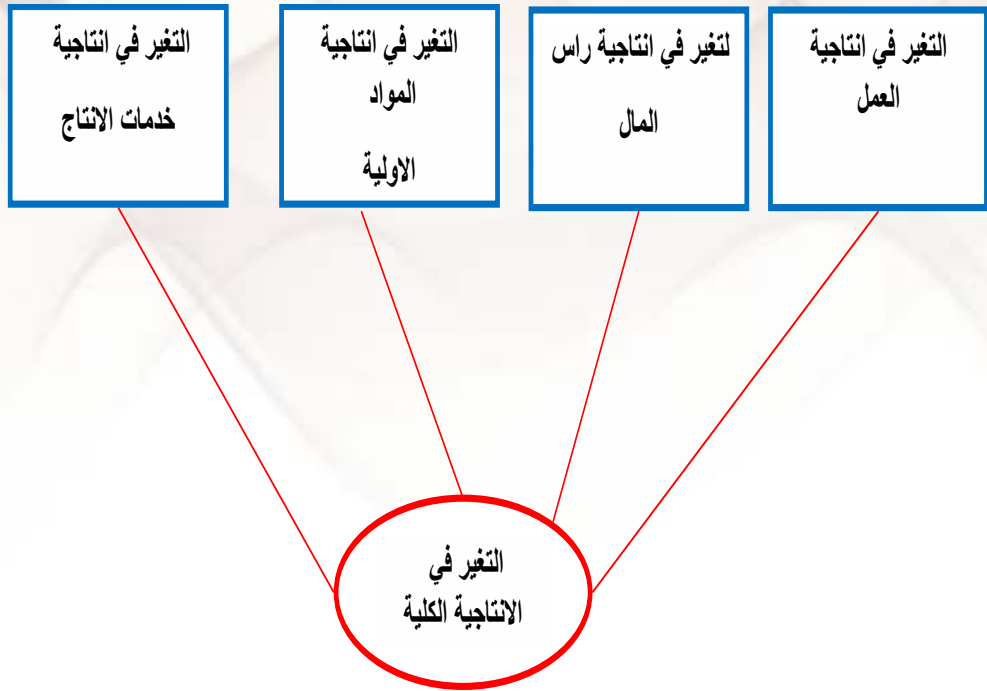 التغير في انتاجية
العمل
لتغير في انتاجية راس
المال
التغير في انتاجية
المواد
الاولية
التغير في انتاجية
خدمات الانتاج
التغير في
الانتاجية الكلية